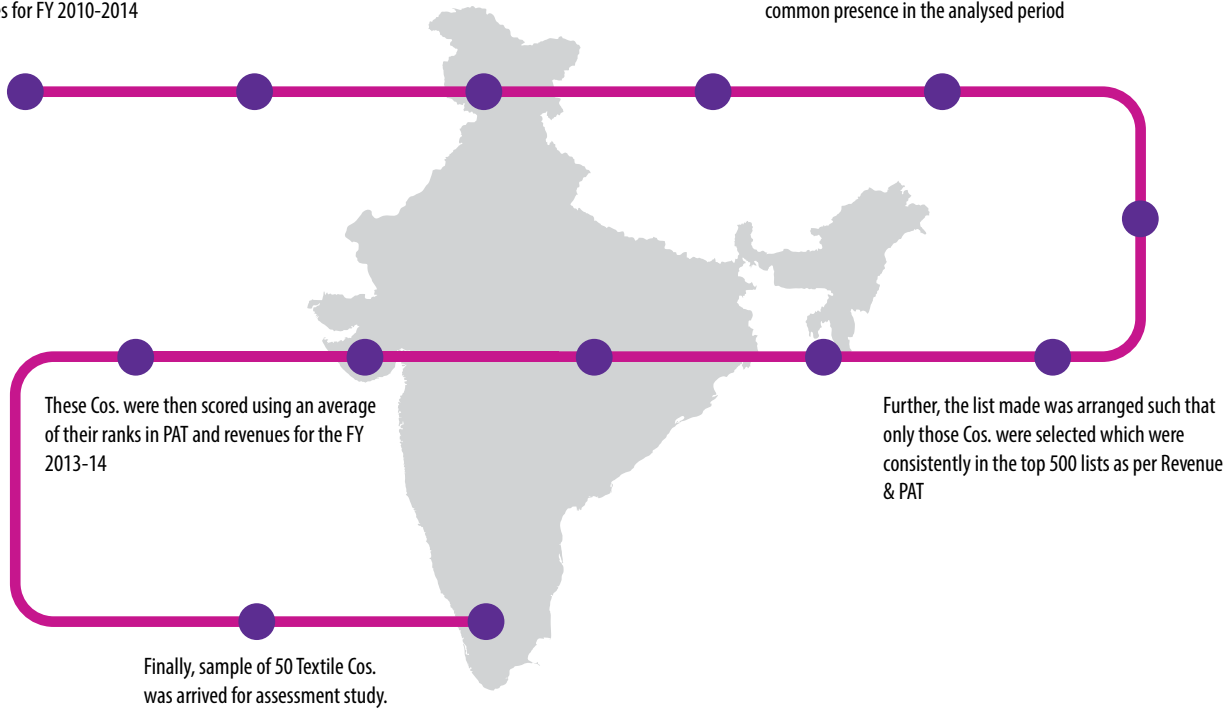 es for FY 2010-2014
common presence in the analysed period
These Cos. were then scored using an average
of their ranks in PAT and revenues for the FY
2013-14
Further, the list made was arranged such that
only those Cos. were selected which were
consistently in the top 500 lists as per Revenue
& PAT
Finally, sample of 50 Textile Cos.
was arrived for assessment study.